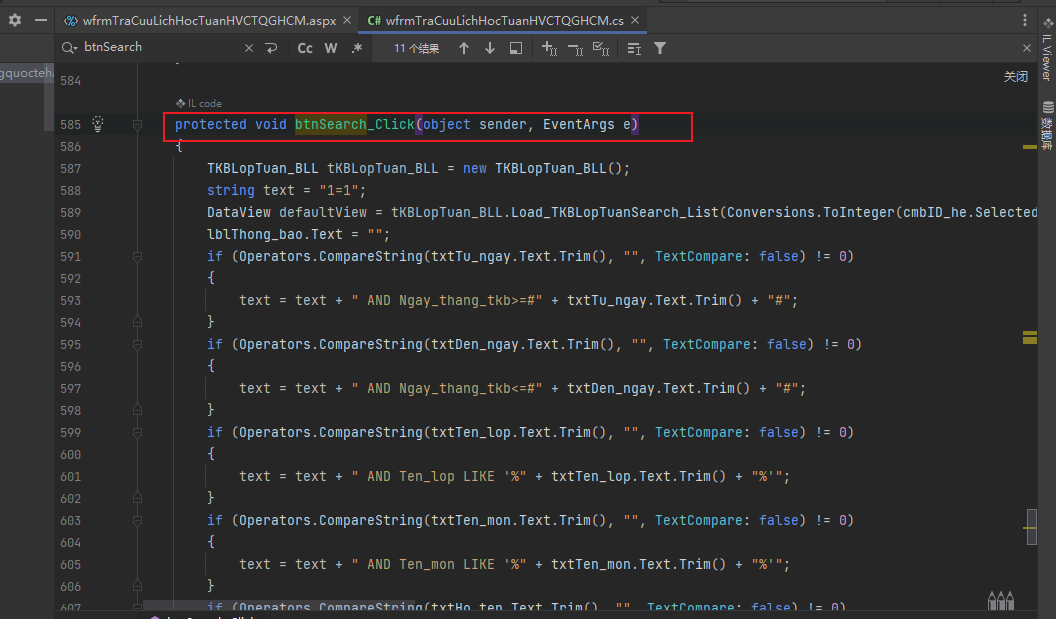 wfrmTraCuuLichHocTuanHVCTQGHCM.aspx × C# wfrmTraCuuLichHocTuanHVCTQGHCM.cs ×
btnSearch × Cc W .* 11 个结果
IL Viewer
数据库
关闭
584
IL code
585 protected void btnSearch_Click(object sender, EventArgs e)
586 {
587 TKBLopTuan_BLL tKBLopTuan_BLL = new TKBLopTuan_BLL();
588 string text = "1=1";
589 DataView defaultView = tKBLopTuan_BLL.Load_TKBLopTuanSearch_List(Conversions.ToInteger(cmbID_he.Selected
590 lblThong_bao.Text = "";
591 if (Operators.CompareString(txtTu_ngay.Text.Trim(), "", TextCompare: false) != 0)
592 {
593 text = text + " AND Ngay_thang_tkb>=#" + txtTu_ngay.Text.Trim() + "#";
594 }
595 if (Operators.CompareString(txtDen_ngay.Text.Trim(), "", TextCompare: false) != 0)
596 {
597 text = text + " AND Ngay_thang_tkb<=#" + txtDen_ngay.Text.Trim() + "#";
598 }
599 if (Operators.CompareString(txtTen_lop.Text.Trim(), "", TextCompare: false) != 0)
600 {
601 text = text + " AND Ten_lop LIKE '%" + txtTen_lop.Text.Trim() + "%'";
602 }
603 if (Operators.CompareString(txtTen_mon.Text.Trim(), "", TextCompare: false) != 0)
604 {
605 text = text + " AND Ten_mon LIKE '%" + txtTen_mon.Text.Trim() + "%'";
606 }
607 if (Operators.CompareString(txtHo_ten.Text.Trim(), "", TextCompare: false) != 0)